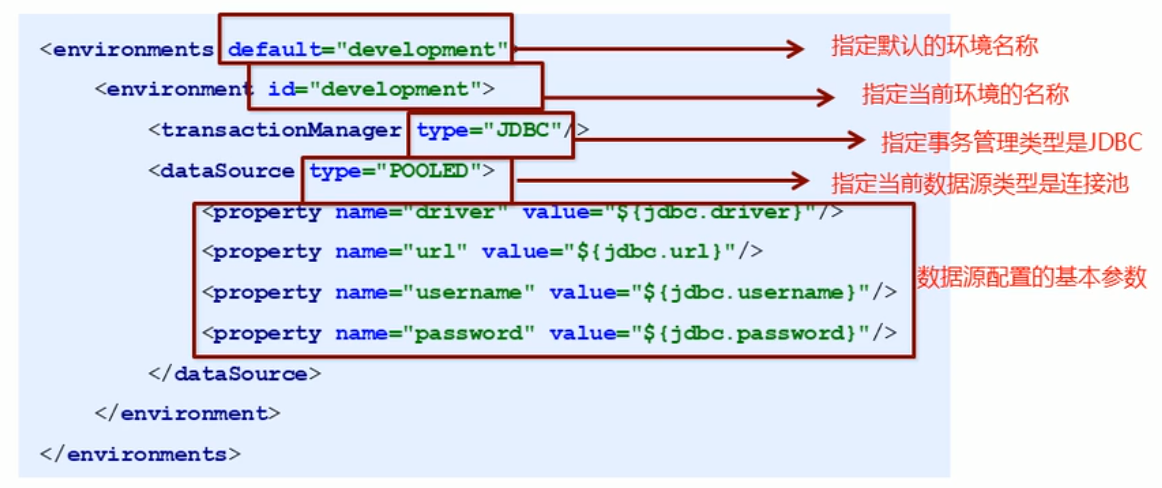 <environments default="development" 指定默认的环境名称
<environment id="development"> 指定当前环境的名称
<transactionManager type="JDBC"/> 指定事务管理类型是JDBC
<dataSource type="POOLED"> 指定当前数据源类型是连接池
<property name="driver" value="${jdbc.driver}"/>
<property name="url" value="${jdbc.url}"/>
<property name="username" value="${jdbc.username}"/> 数据源配置的基本参数
<property name="password" value="${jdbc.password}"/>
</dataSource>
</environment>
</environments>